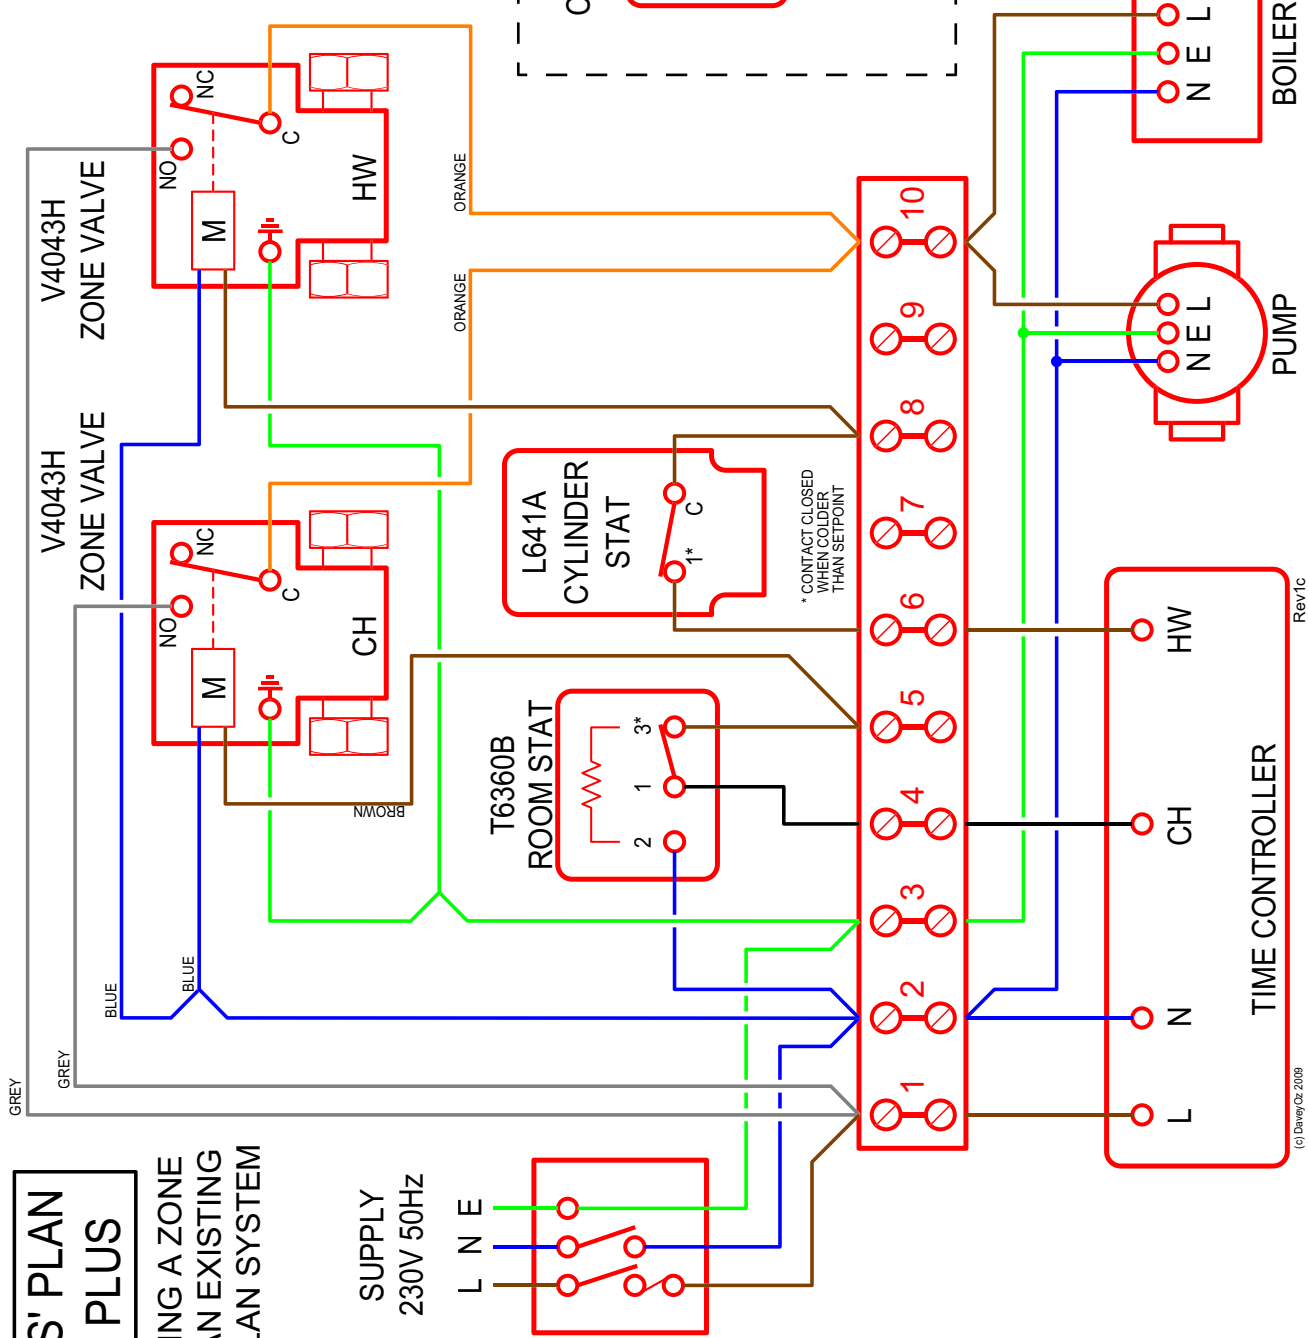 S' PLAN
PLUS
ING A ZONE
AN EXISTING
LAN SYSTEM
SUPPLY
230V 50Hz
L N E
GREY
GREY
BLUE
BLUE
V4043H
ZONE VALVE
NO
NC
C
M
CH
BROWN
V4043H
ZONE VALVE
NO
NC
C
M
HW
ORANGE
ORANGE
T6360B
ROOM STAT
2 1 3*
L641A
CYLINDER
STAT
1* C
* CONTACT CLOSED
WHEN COLDER
THAN SETPOINT
1 2 3 4 5 6 7 8 9 10
L N CH HW
TIME CONTROLLER
(c) DaveyOz 2009
Rev1c
N E L
PUMP
N E L
BOILER